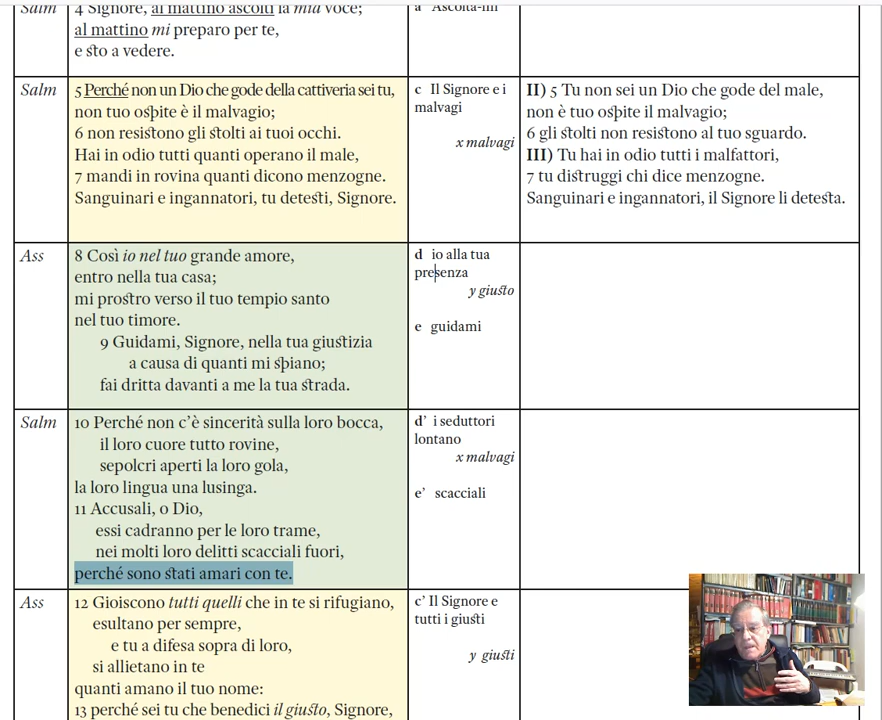 Salm
4 Signore, al mattino ascolti la mia voce;
al mattino mi preparo per te,
e sto a vedere.
a Ascolta-mi
Salm
5 Perché non un Dio che gode della cattiveria sei tu,
non tuo ospite è il malvagio;
6 non resistono gli stolti ai tuoi occhi.
Hai in odio tutti quanti operano il male,
7 mandi in rovina quanti dicono menzogne.
Sanguinari e ingannatori, tu detesti, Signore.
c Il Signore e i
malvagi
x malvagi
II) 5 Tu non sei un Dio che gode del male,
non è tuo ospite il malvagio;
6 gli stolti non resistono al tuo sguardo.
III) Tu hai in odio tutti i malfattori,
7 tu distruggi chi dice menzogne.
Sanguinari e ingannatori, il Signore li detesta.
Ass
8 Così io nel tuo grande amore,
entro nella tua casa;
mi prostro verso il tuo tempio santo
nel tuo timore.
9 Guidami, Signore, nella tua giustizia
a causa di quanti mi spiano;
fai dritta davanti a me la tua strada.
d io alla tua
presenza
y giusto
e guidami
Salm
10 Perché non c’è sincerità sulla loro bocca,
il loro cuore tutto rovine,
sepolcri aperti la loro gola,
la loro lingua una lusinga.
11 Accusali, o Dio,
essi cadranno per le loro trame,
nei molti loro delitti scacciali fuori,
perché sono stati amari con te.
d’ i seduttori
lontano
x malvagi
e’ scacciali
Ass
12 Gioiscono tutti quelli che in te si rifugiano,
esultano per sempre,
e tu a difesa sopra di loro,
si allietano in te
quanti amano il tuo nome:
13 perché sei tu che benedici il giusto, Signore,
c’ Il Signore e
tutti i giusti
y giusti